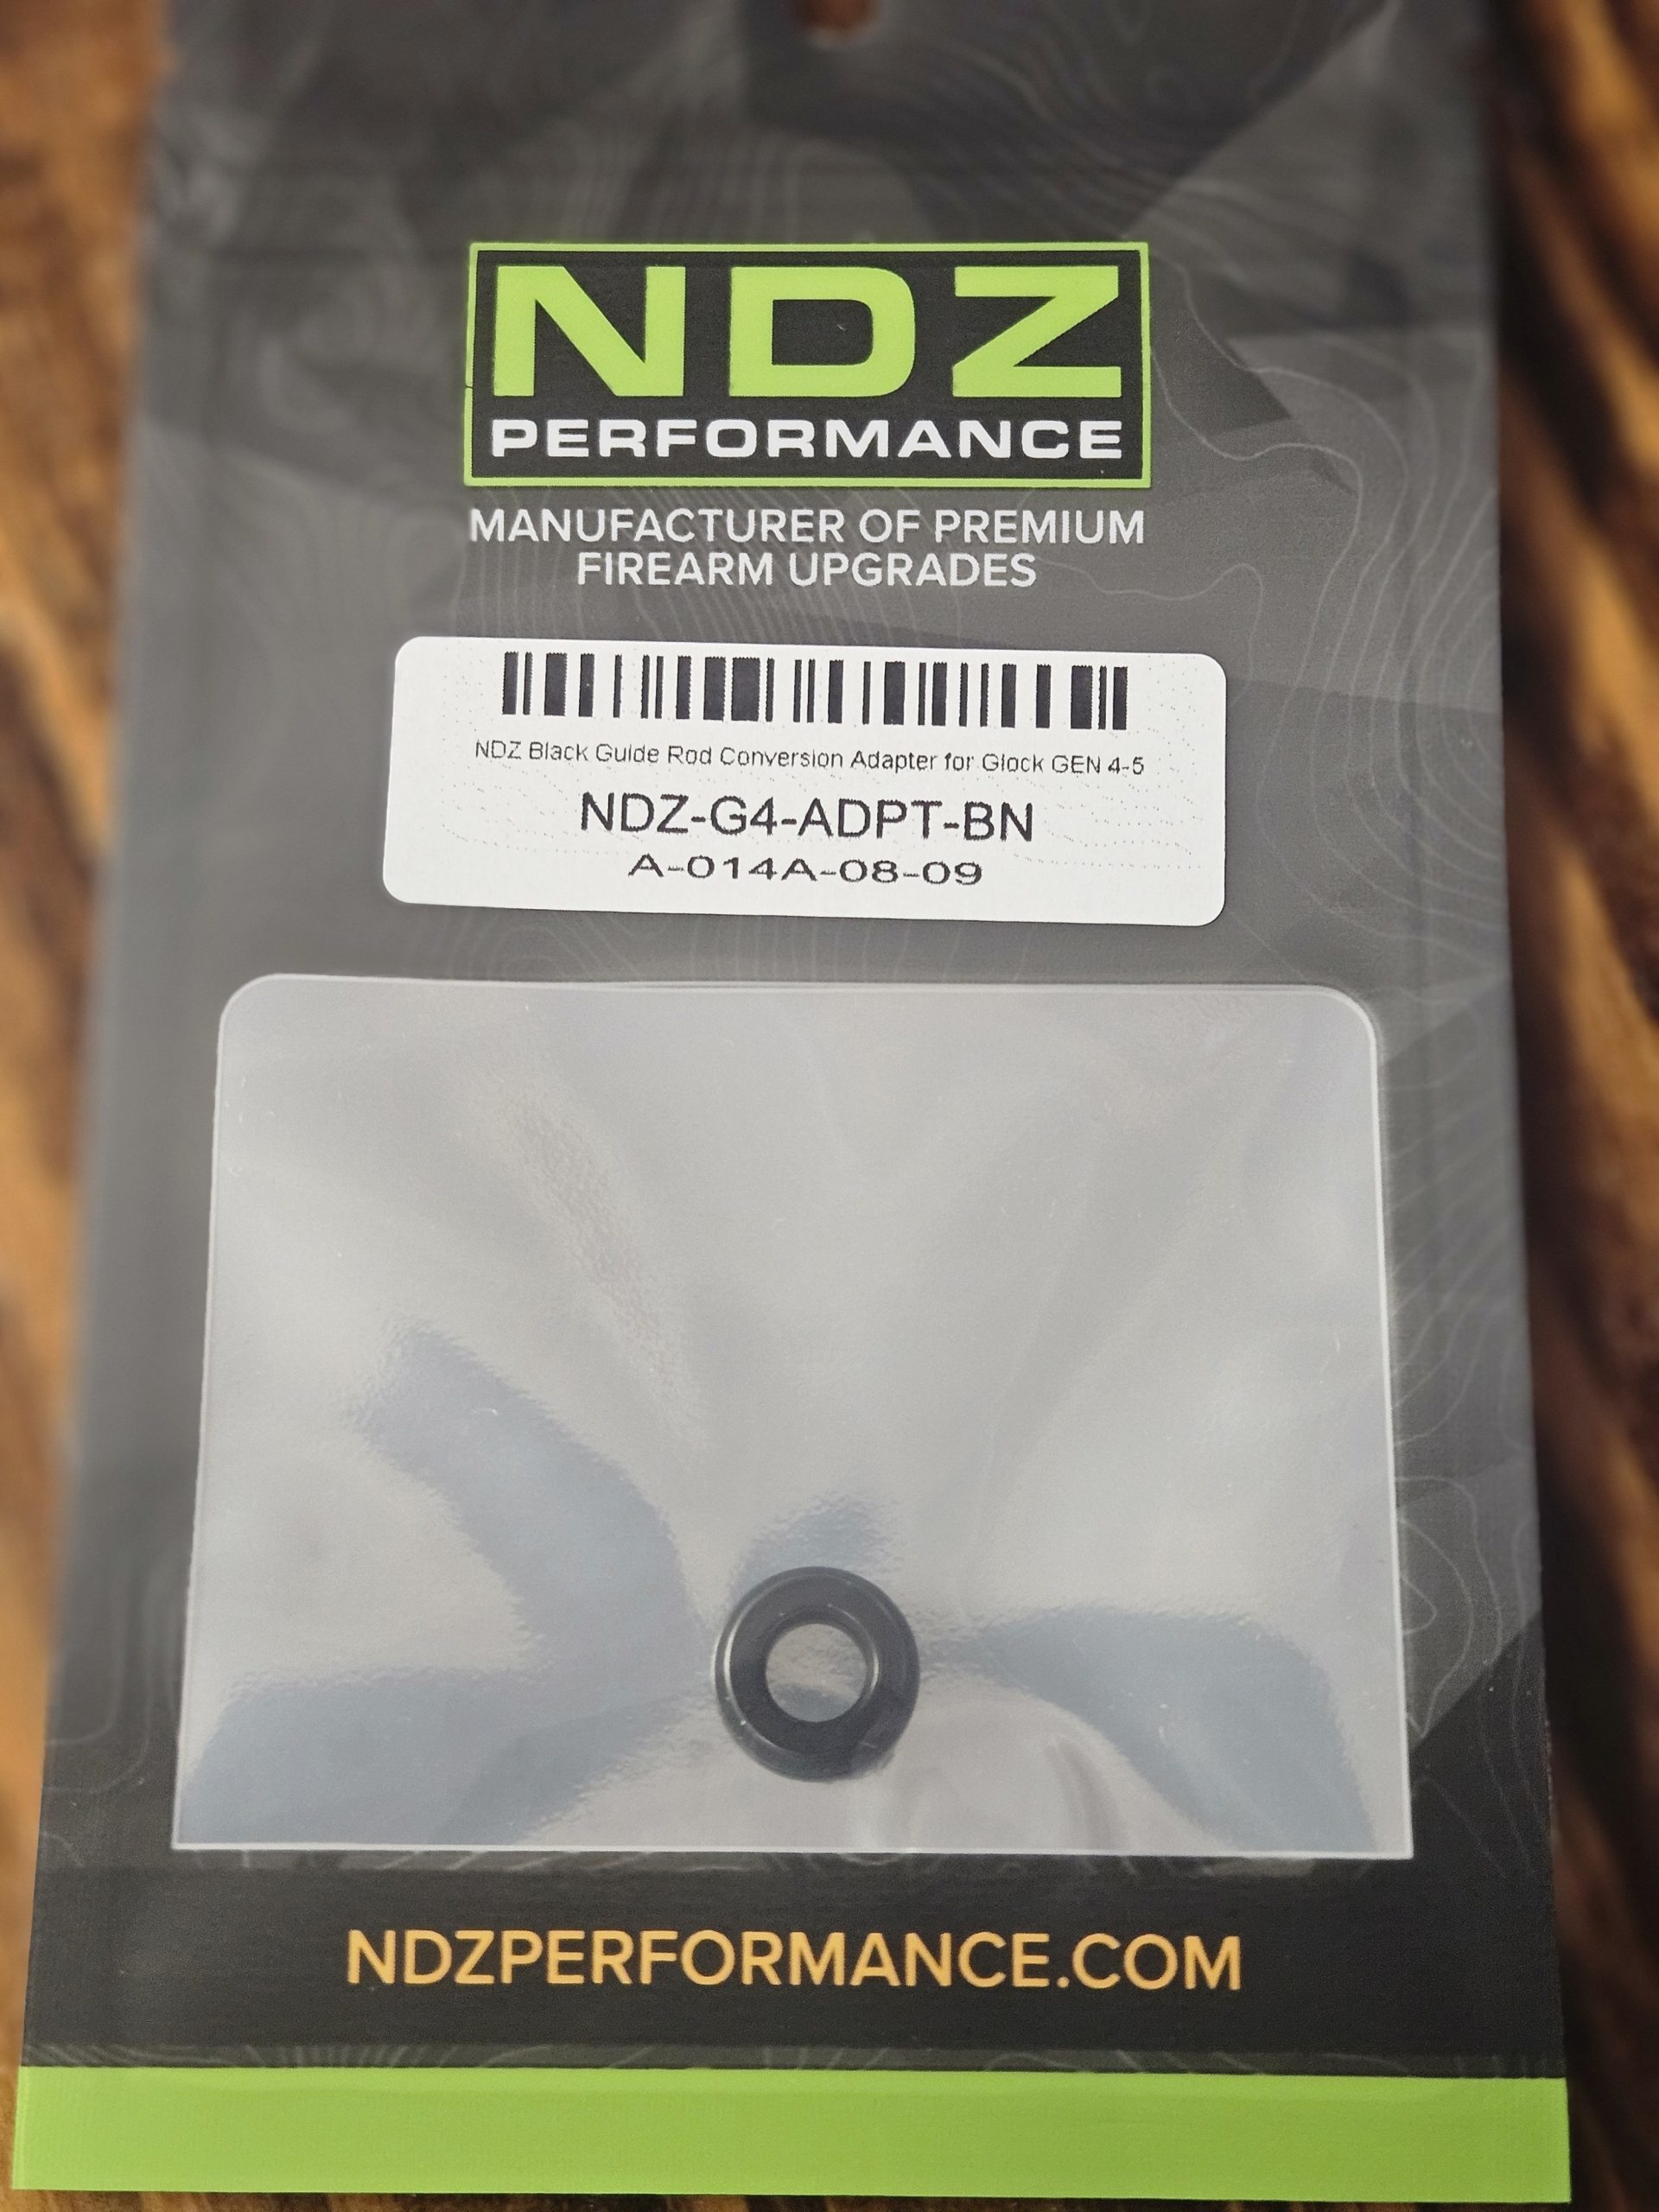 NDZ
PERFORMANCE
MANUFACTURER OF PREMIUM
FIREARM UPGRADES
NDZ Black Guide Rod Conversion Adapter for Glock GEN 4-5
NDZ-G4-ADPT-BN
A-014A-08-09
NDZPERFORMANCE.COM